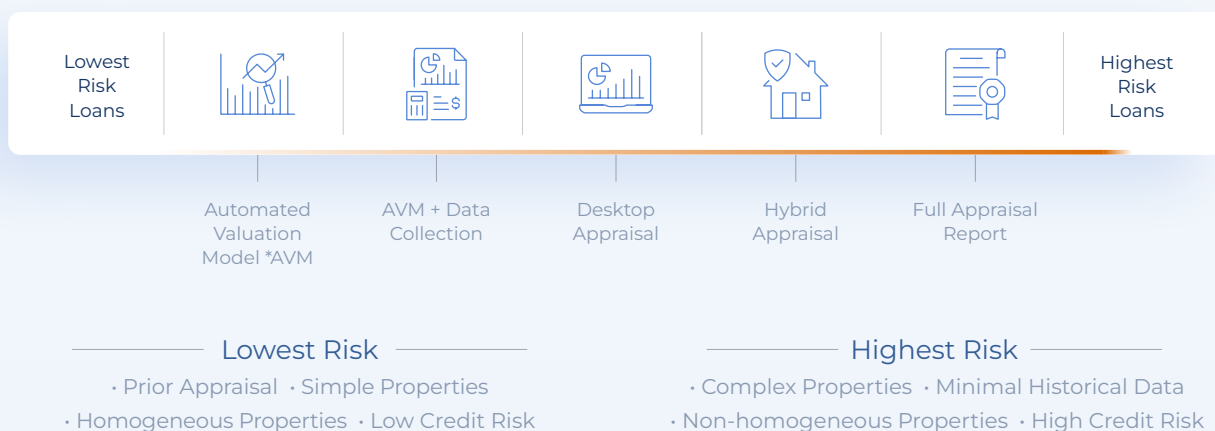 Lowest
Risk
Loans
Highest
Risk
Loans
Automated
Valuation
Model *AVM
AVM + Data
Collection
Desktop
Appraisal
Hybrid
Appraisal
Full Appraisal
Report
Lowest Risk
• Prior Appraisal • Simple Properties
• Homogeneous Properties • Low Credit Risk
Highest Risk
• Complex Properties • Minimal Historical Data
• Non-homogeneous Properties • High Credit Risk